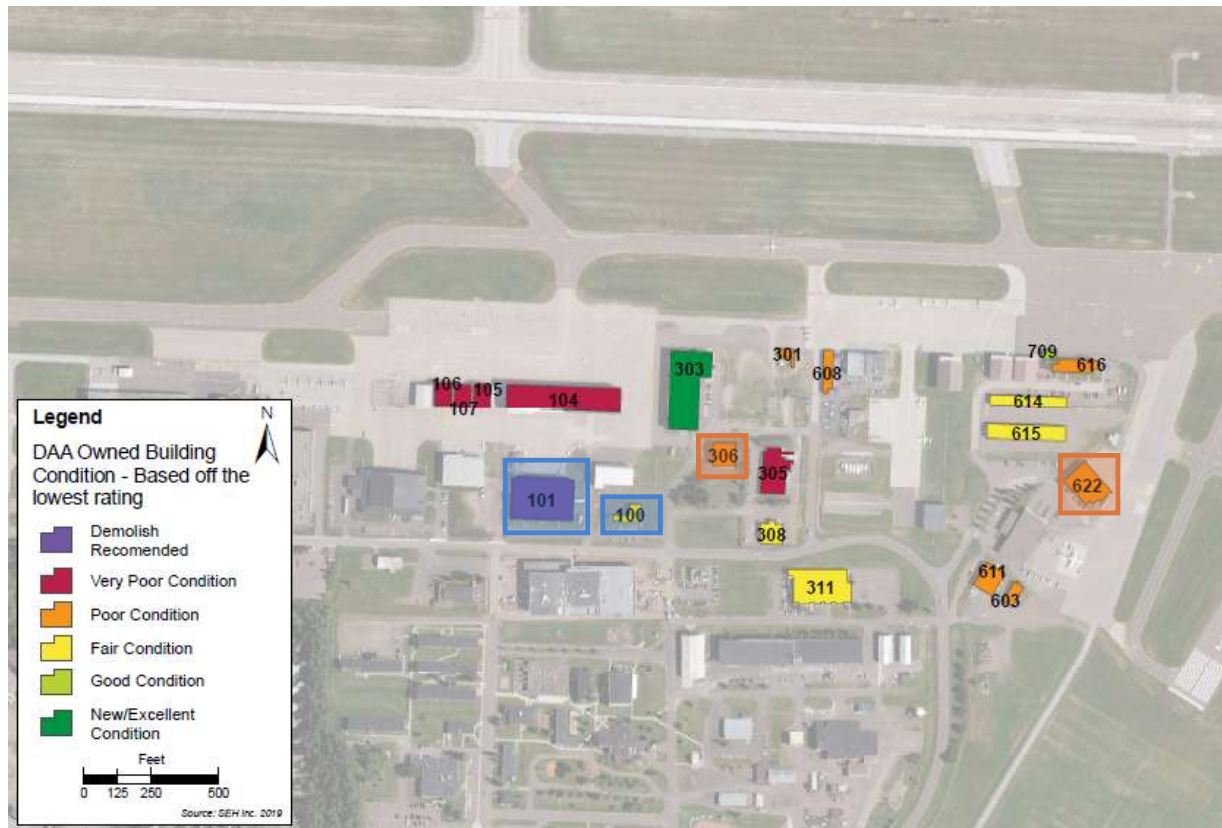 303
301
608
709
616
106
105
107
104
614
615
306
305
622
101
100
308
311
611
603
Legend
N
DAA Owned Building
Condition - Based off the
lowest rating
Demolish
Recomended
Very Poor Condition
Poor Condition
Fair Condition
Good Condition
New/Excellent
Condition
Feet
0 125 250 500
Source: SEH Inc. 2019